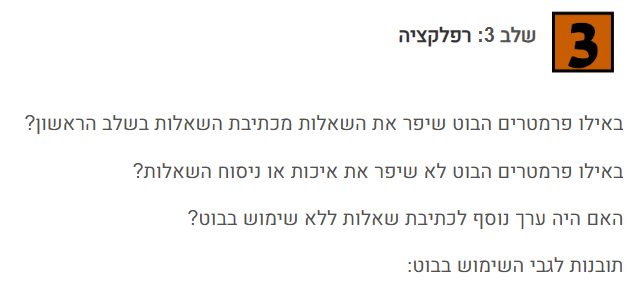 3
שלב 3: רפלקציה
באילו פרמטרים הבוט שיפר את השאלות מכתיבת השאלות בשלב הראשון?
באילו פרמטרים הבוט לא שיפר את איכות או ניסוח השאלות?
האם היה ערך נוסף לכתיבת שאלות ללא שימוש בבוט?
תובנות לגבי השימוש בבוט: